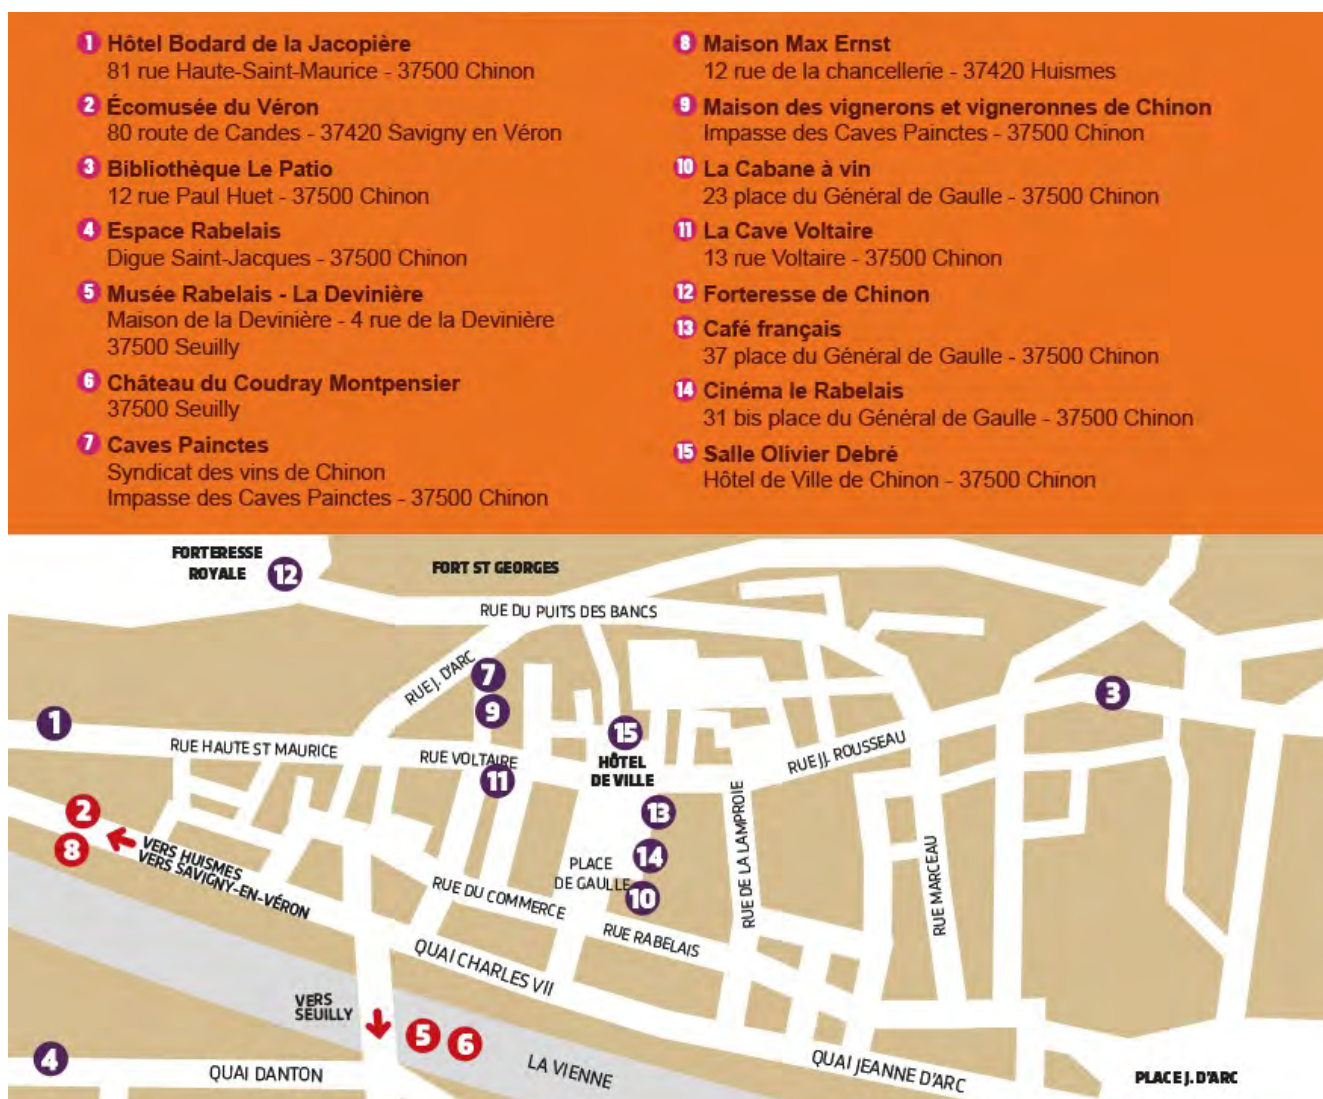 1 Hôtel Bodard de la Jacopière
81 rue Haute-Saint-Maurice - 37500 Chinon
2 Écomusée du Véron
80 route de Candes - 37420 Savigny en Véron
3 Bibliothèque Le Patio
12 rue Paul Huet - 37500 Chinon
4 Espace Rabelais
Digue Saint-Jacques - 37500 Chinon
5 Musée Rabelais - La Devinière
Maison de la Devinière - 4 rue de la Devinière
37500 Seuilly
6 Château du Coudray Montpensier
37500 Seuilly
7 Caves Painctes
Syndicat des vins de Chinon
Impasse des Caves Painctes - 37500 Chinon
8 Maison Max Ernst
12 rue de la chancellerie - 37420 Huismes
9 Maison des vignerons et vigneronnes de Chinon
Impasse des Caves Painctes - 37500 Chinon
10 La Cabane à vin
23 place du Général de Gaulle - 37500 Chinon
11 La Cave Voltaire
13 rue Voltaire - 37500 Chinon
12 Forteresse de Chinon
13 Café français
37 place du Général de Gaulle - 37500 Chinon
14 Cinéma le Rabelais
31 bis place du Général de Gaulle - 37500 Chinon
15 Salle Olivier Debré
Hôtel de Ville de Chinon - 37500 Chinon
FORTERESSE
ROYALE
12
FORT ST GEORGES
RUE DU PUITS DES BANCS
RUE J. D'ARC
7
9
3
1
15
RUE HAUTE ST MAURICE
RUE VOLTAIRE
11
HÔTEL
DE VILLE
RUE JJ. ROUSSEAU
13
2
8
VERS HUISMES
VERS SAVIGNY-EN-VÉRON
14
PLACE
DE GAULLE
10
RUE DE LA LAMPROIE
RUE MARCEAU
RUE DU COMMERCE
RUE RABELAIS
QUAI CHARLES VII
VERS
SEUILLY
5
6
4
QUAI DANTON
LA VIENNE
QUAI JEANNE D'ARC
PLACE J. D'ARC